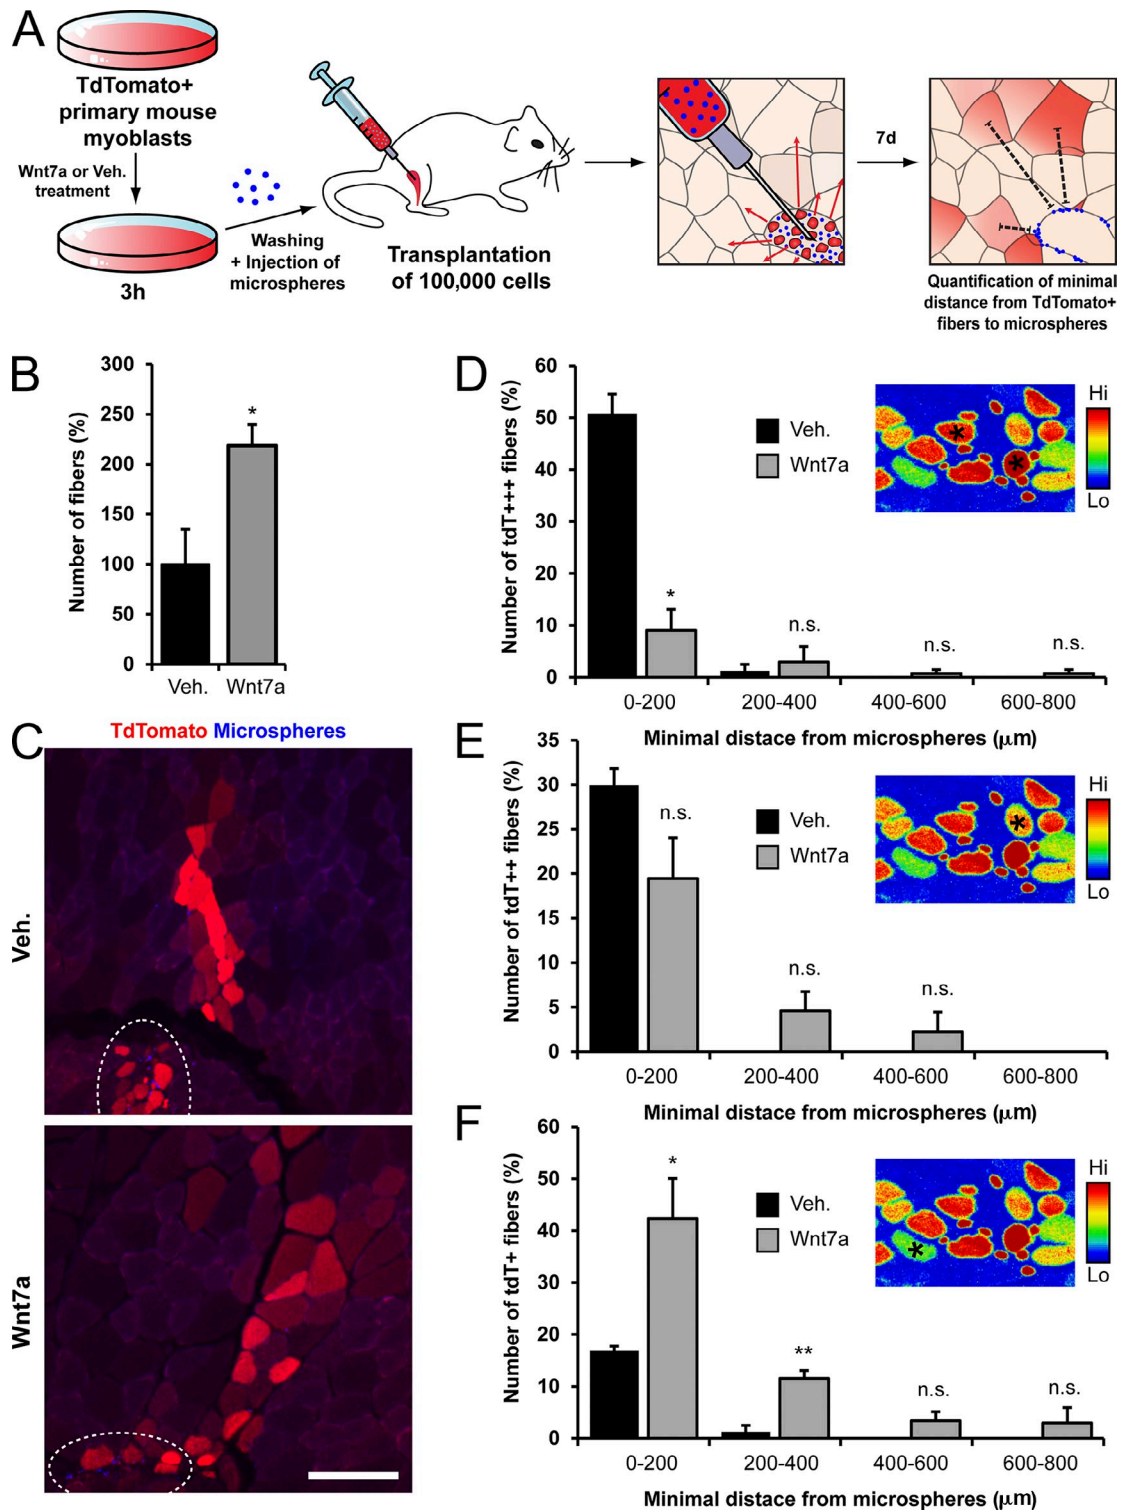 A
TdTomato+
primary mouse
myoblasts
Wnt7a or Veh.
treatment
3h
Washing
+ Injection of
microspheres
Transplantation
of 100,000 cells
7d
Quantification of minimal
distance from TdTomato+
fibers to microspheres
B
Number of fibers (%)
300
250
200
150
100
50
0
*
Veh.
Wnt7a
C
TdTomato Microspheres
Veh.
Wnt7a
D
Number of tdT+++ fibers (%)
60
50
40
30
20
10
0
Veh.
Wnt7a
*
n.s.
n.s.
n.s.
*
*
Hi
Lo
0-200
200-400
400-600
600-800
Minimal distace from microspheres (μm)
E
Number of tdT++ fibers (%)
35
30
25
20
15
10
5
0
Veh.
Wnt7a
n.s.
n.s.
n.s.
*
Hi
Lo
0-200
200-400
400-600
600-800
Minimal distace from microspheres (μm)
F
Number of tdT+ fibers (%)
60
50
40
30
20
10
0
Veh.
Wnt7a
*
**
n.s.
n.s.
*
Hi
Lo
0-200
200-400
400-600
600-800
Minimal distace from microspheres (μm)